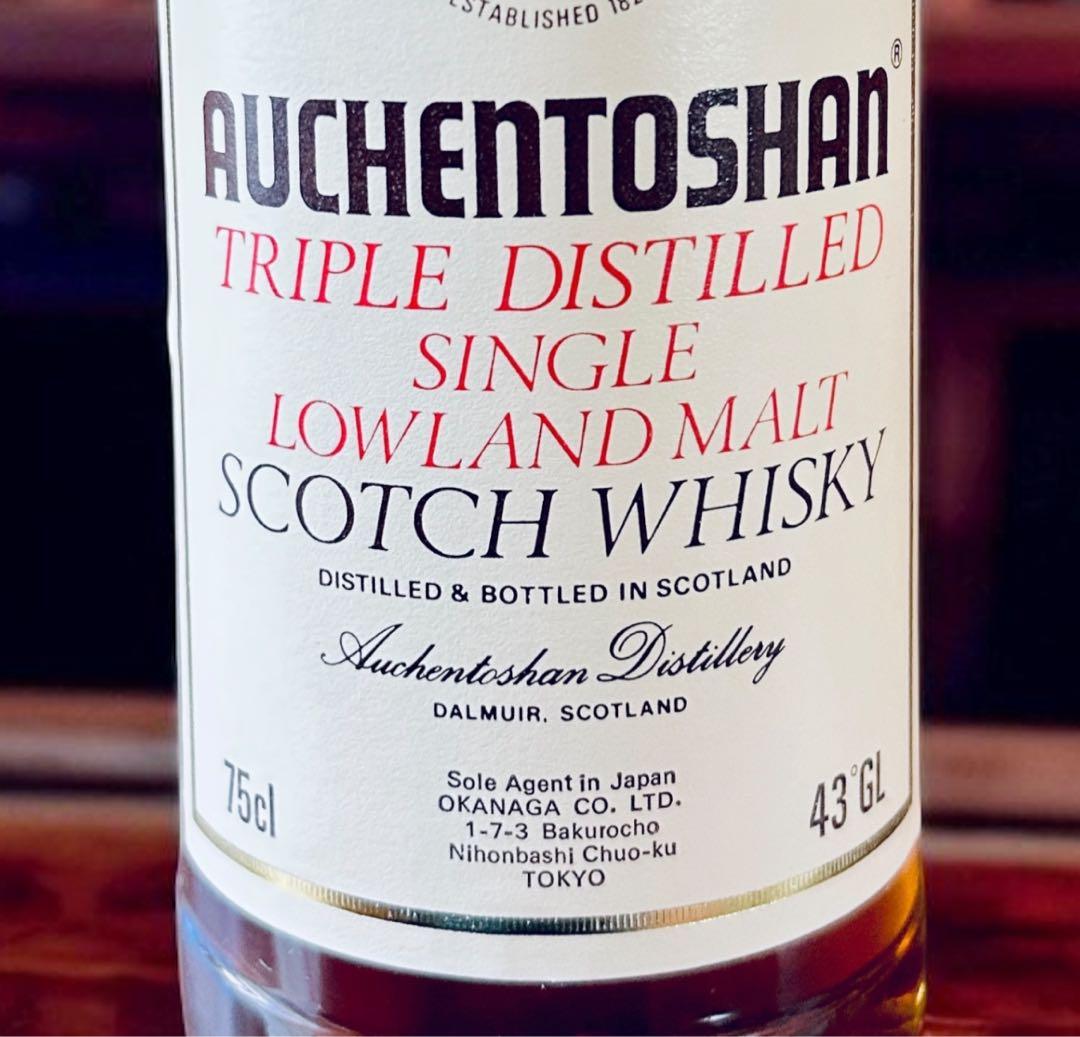 ESTABLISHED
AUCHENTOSHAN®
TRIPLE DISTILLED
SINGLE
LOWLAND MALT
SCOTCH WHISKY
DISTILLED & BOTTLED IN SCOTLAND
Auchentoshan Distillery
DALMUIR, SCOTLAND
75cl
Sole Agent in Japan
OKANAGA CO. LTD.
1-7-3 Bakurocho
Nihonbashi Chuo-ku
TOKYO
43°GL